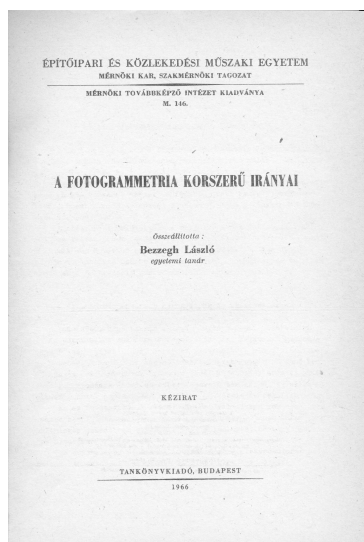 ÉPÍTŐIPARI ÉS KÖZLEKEDÉSI MŰSZAKI EGYETEM
MÉRNÖKI KAR, SZAKMÉRNÖKI TAGOZAT
MÉRNÖKI TOVÁBBKÉPZŐ INTÉZET KIADVÁNYA
M. 146.
A FOTOGRAMMETRIA KORSZERŰ IRÁNYAI
Összeállította :
Bezzegh László
egyetemi tanár
KÉZIRAT
TANKÖNYVKIADÓ, BUDAPEST
1966